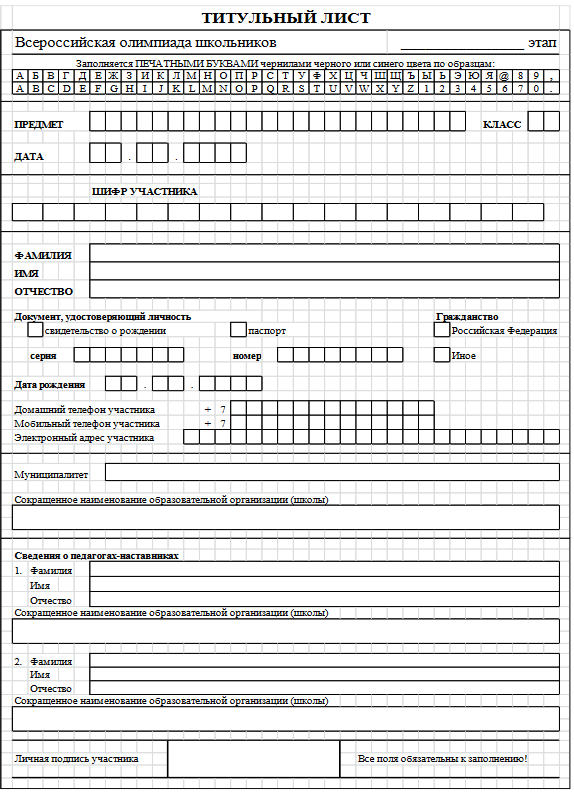 ТИТУЛЬНЫЙ ЛИСТ
Всероссийская олимпиада школьников ________________ этап
Заполняется ПЕЧАТНЫМИ БУКВАМИ чернилами черного или синего цвета по образцам:
А Б В Г Д Е Ж З И К Л М Н О П Р С Т У Ф Х Ц Ч Ш Щ Ъ Ы Ь Э Ю Я @ 8 9 ,
A B C D E F G H I J K L M N O P Q R S T U V W X Y Z 1 2 3 4 5 6 7 0 .
ПРЕДМЕТ КЛАСС
ДАТА . .
ШИФР УЧАСТНИКА
ФАМИЛИЯ
ИМЯ
ОТЧЕСТВО
Документ, удостоверяющий личность Гражданство
свидетельство о рождении паспорт Российская Федерация
серия номер Иное
Дата рождения . .
Домашний телефон участника + 7
Мобильный телефон участника + 7
Электронный адрес участника
Муниципалитет
Сокращенное наименование образовательной организации (школы)
Сведения о педагогах-наставниках
1. Фамилия
Имя
Отчество
Сокращенное наименование образовательной организации (школы)
2. Фамилия
Имя
Отчество
Сокращенное наименование образовательной организации (школы)
Личная подпись участника Все поля обязательны к заполнению!